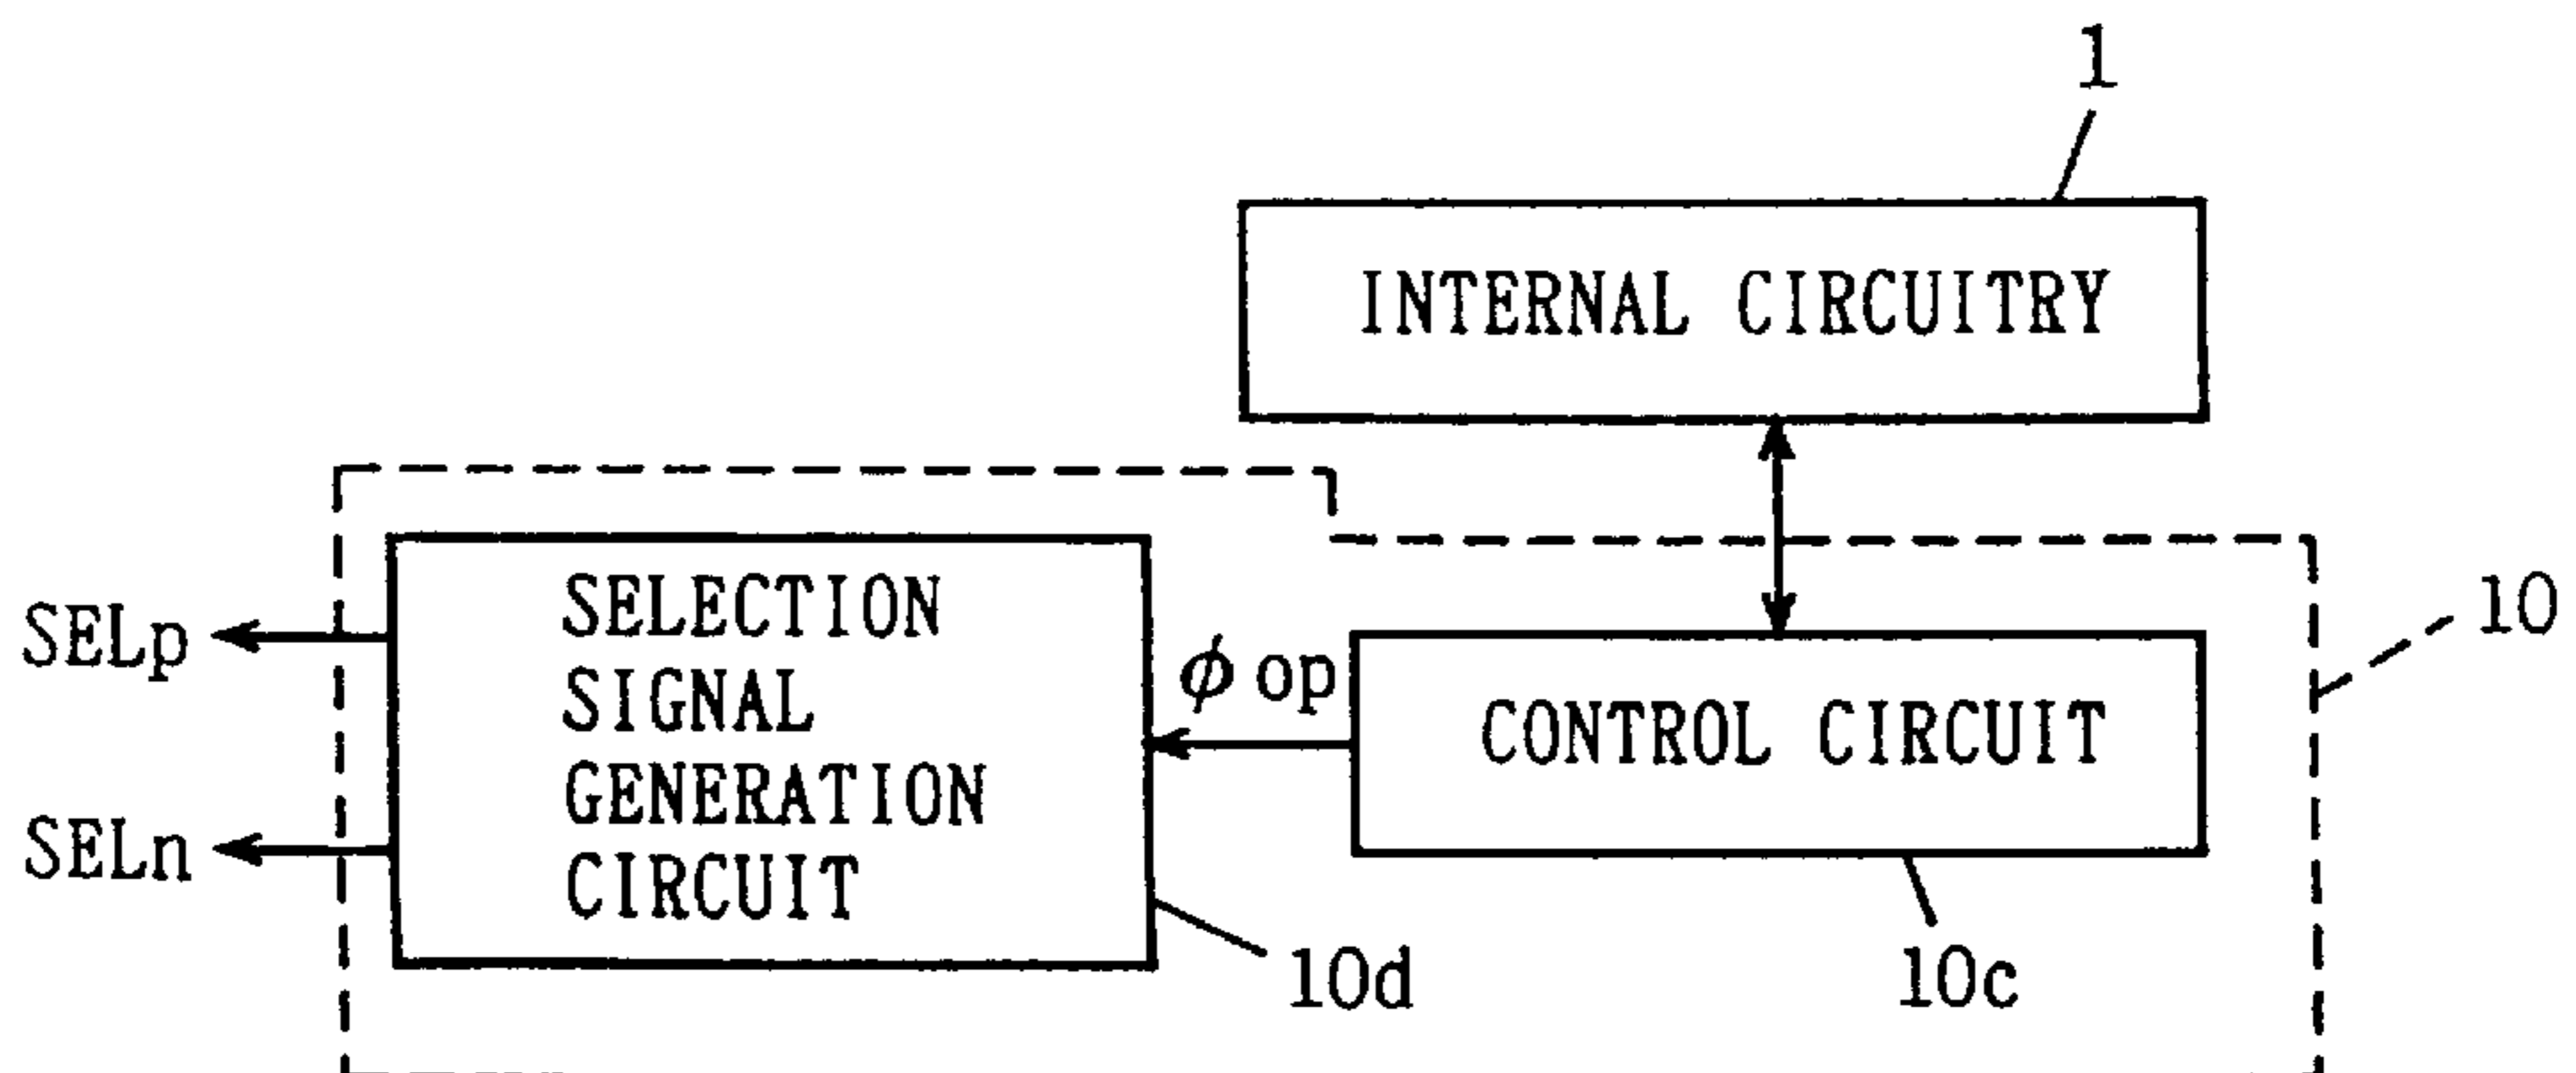 1
INTERNAL CIRCUITRY
SELp
SELn
SELECTION
SIGNAL
GENERATION
CIRCUIT
ϕ op
CONTROL CIRCUIT
10
10d
10c